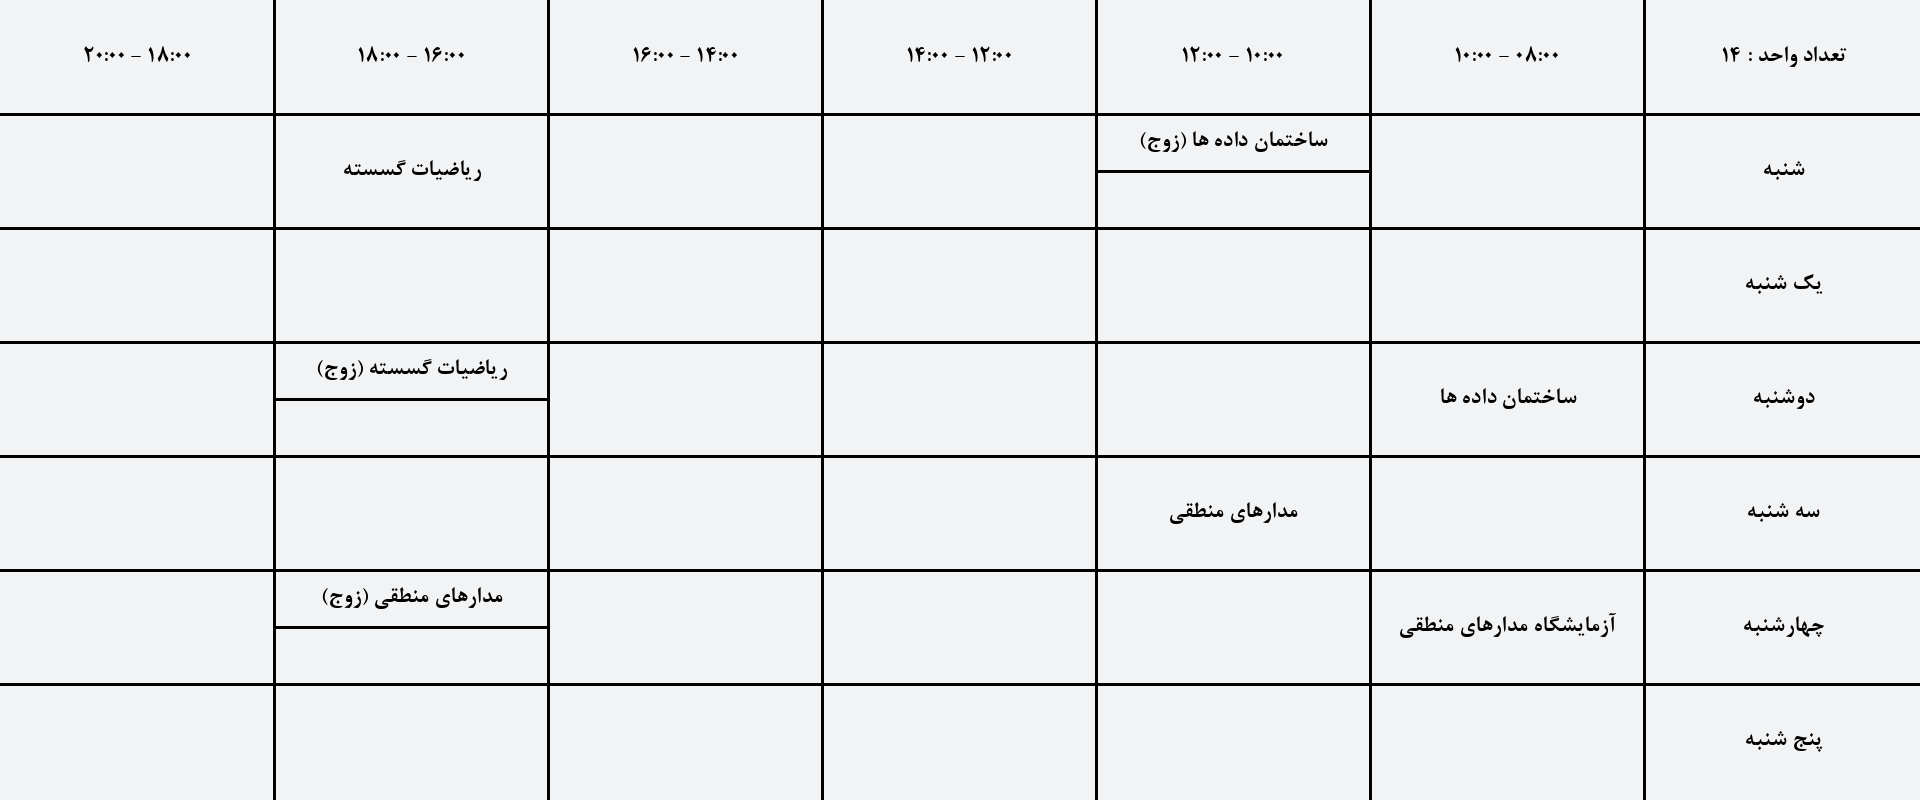 تعداد واحد : ۱۴
۰۸:۰۰ - ۱۰:۰۰
۱۰:۰۰ - ۱۲:۰۰
۱۲:۰۰ - ۱۴:۰۰
۱۴:۰۰ - ۱۶:۰۰
۱۶:۰۰ - ۱۸:۰۰
۱۸:۰۰ - ۲۰:۰۰
شنبه
ساختمان داده ها (زوج)
ریاضیات گسسته
یک شنبه
دوشنبه
ساختمان داده ها
ریاضیات گسسته (زوج)
سه شنبه
مدارهای منطقی
چهارشنبه
آزمایشگاه مدارهای منطقی
مدارهای منطقی (زوج)
پنج شنبه